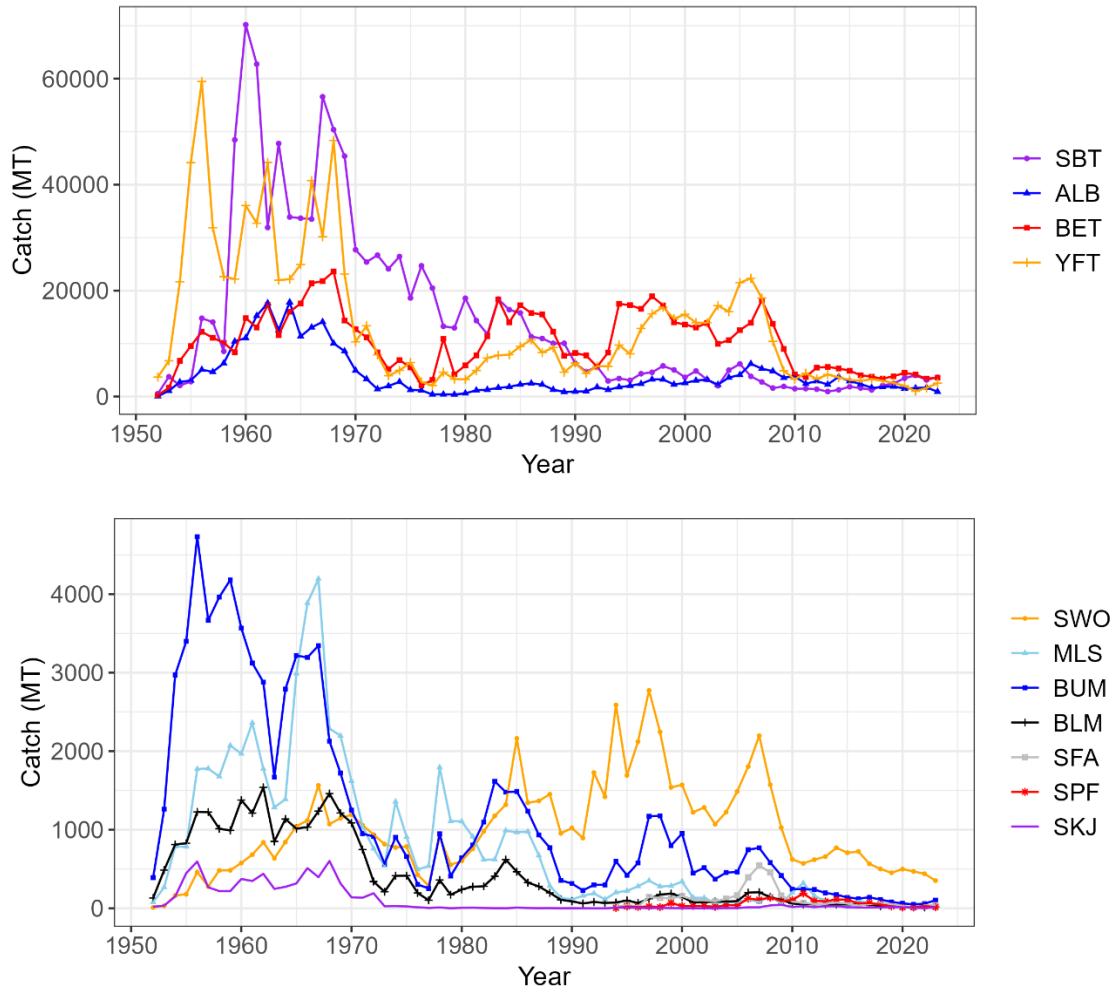 60000
40000
20000
0
Catch (MT)
1950 1960 1970 1980 1990 2000 2010 2020
Year
SBT
ALB
BET
YFT
4000
3000
2000
1000
0
Catch (MT)
1950 1960 1970 1980 1990 2000 2010 2020
Year
SWO
MLS
BUM
BLM
SFA
SPF
SKJ